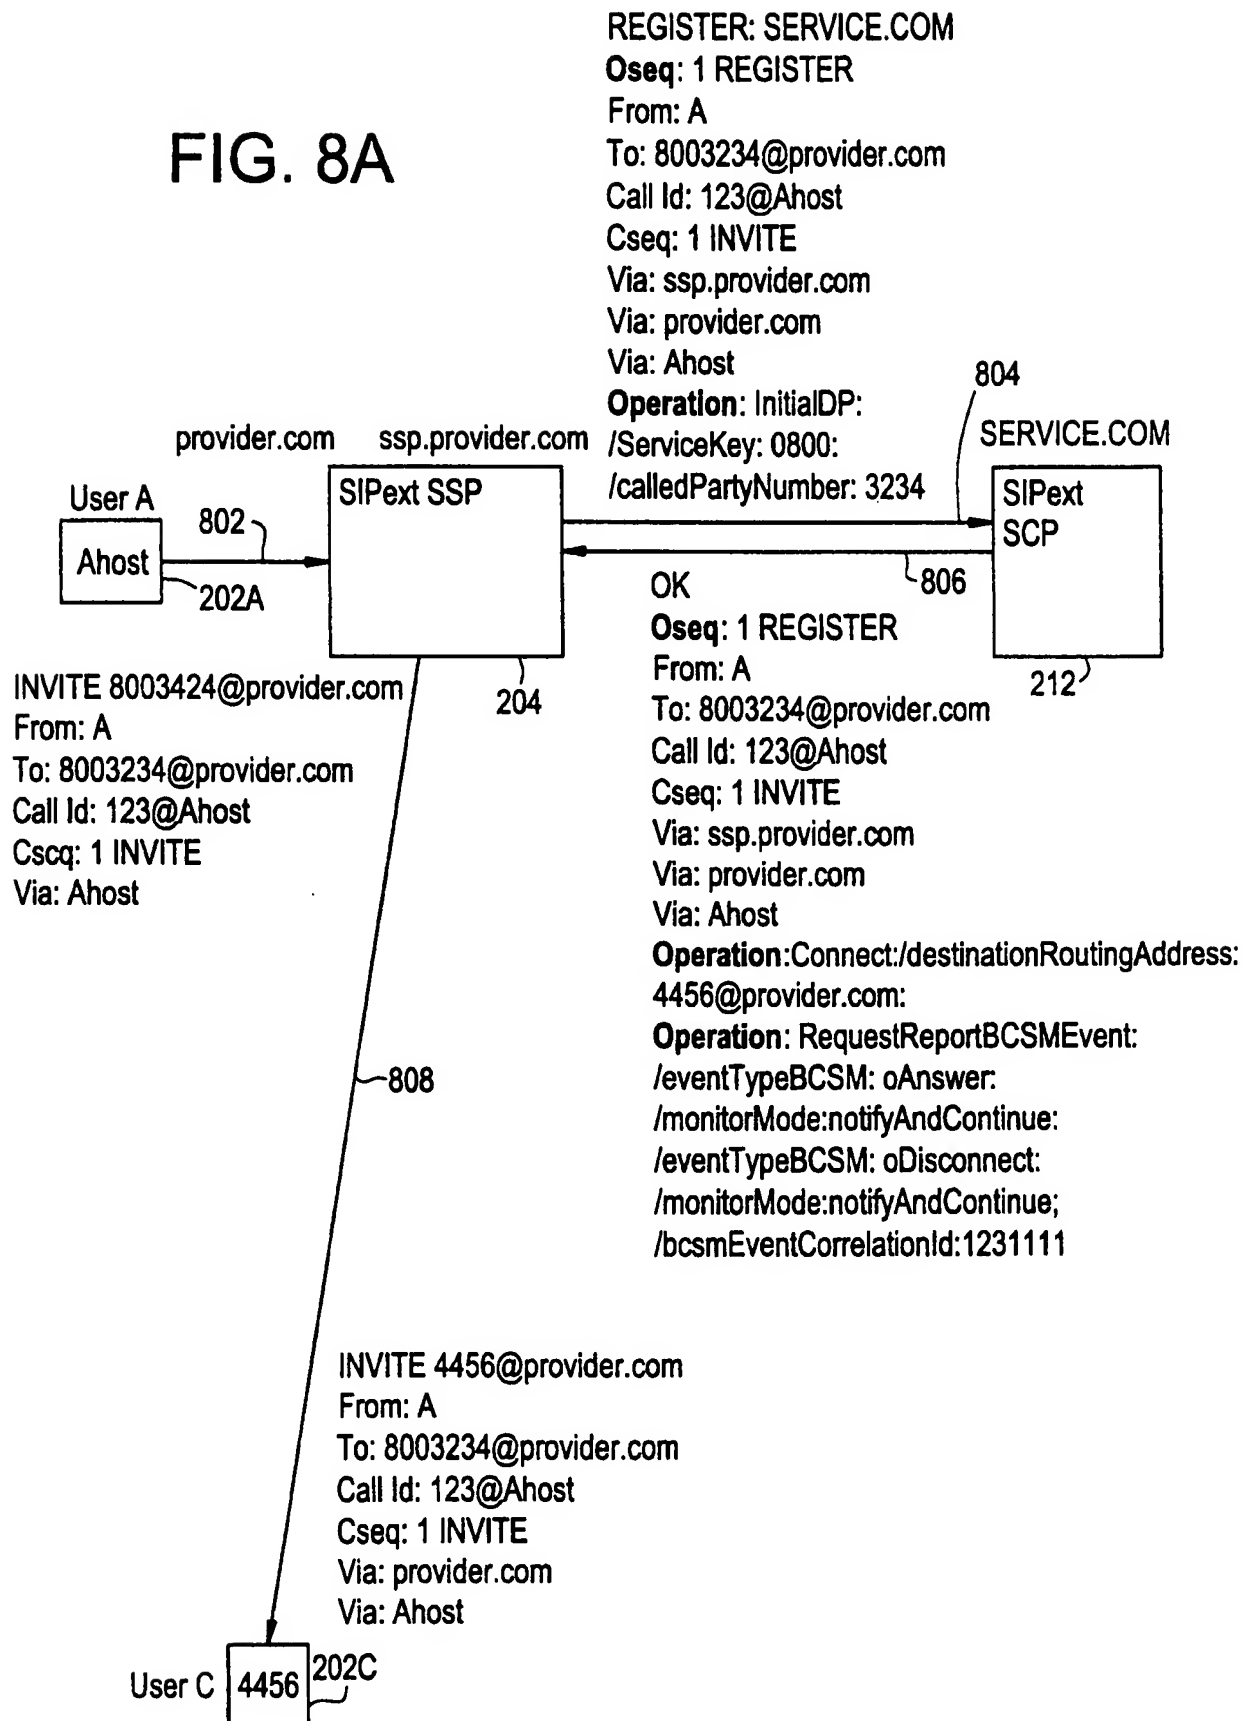 FIG. 8A
REGISTER: SERVICE.COM
Oseq: 1 REGISTER
From: A
To: 8003234@provider.com
Call Id: 123@Ahost
Cseq: 1 INVITE
Via: ssp.provider.com
Via: provider.com
Via: Ahost
Operation: InitialDP:
/ServiceKey: 0800:
/calledPartyNumber: 3234
804
provider.com
ssp.provider.com
SERVICE.COM
User A
Ahost
802
202A
SIPext SSP
204
SIPext
SCP
212
806
INVITE 8003424@provider.com
From: A
To: 8003234@provider.com
Call Id: 123@Ahost
Cscq: 1 INVITE
Via: Ahost
OK
Oseq: 1 REGISTER
From: A
To: 8003234@provider.com
Call Id: 123@Ahost
Cseq: 1 INVITE
Via: ssp.provider.com
Via: provider.com
Via: Ahost
Operation:Connect:/destinationRoutingAddress:
4456@provider.com:
Operation: RequestReportBCSMEvent:
/eventTypeBCSM: oAnswer:
/monitorMode:notifyAndContinue:
/eventTypeBCSM: oDisconnect:
/monitorMode:notifyAndContinue;
/bcsmEventCorrelationId:1231111
808
INVITE 4456@provider.com
From: A
To: 8003234@provider.com
Call Id: 123@Ahost
Cseq: 1 INVITE
Via: provider.com
Via: Ahost
User C
4456
202C